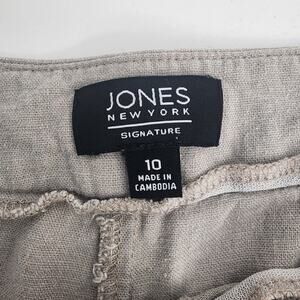 JONES
NEW YORK
SIGNATURE
10
MADE IN
CAMBODIA